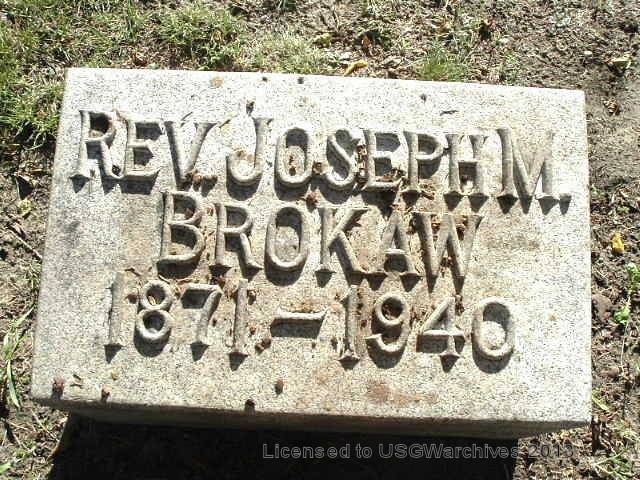 REV. JOSEPH M.
BROKAW
1871-1940
Licensed to USGWarchives 2013